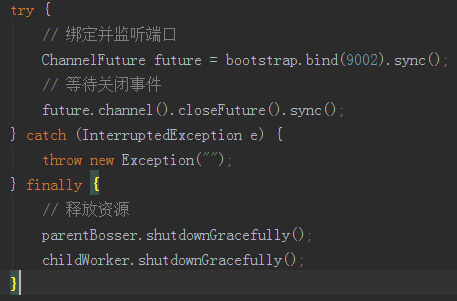 try {
// 绑定并监听端口
ChannelFuture future = bootstrap.bind(9002).sync();
// 等待关闭事件
future.channel().closeFuture().sync();
} catch (InterruptedException e) {
throw new Exception("");
} finally {
// 释放资源
parentBosser.shutdownGracefully();
childWorker.shutdownGracefully();
}